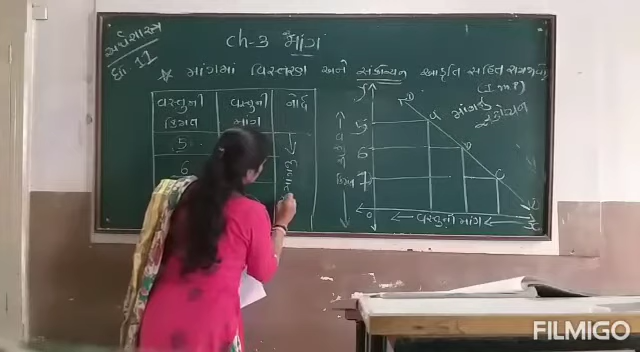 અર્થશાસ્ત્ર
ધો. 11
ch-3 માંગ
☆ માંગમાં વિસ્તરણ અને સંકોચન આકૃતિ સહિત સમજાવો
(I.M.P)
વસ્તુની કિંમત
વસ્તુની માંગ
નોંધ
5
6
માંગનું સંકોચન
5
6
7
A
B
C
0
કિંમત
વસ્તુની માંગ
FILMIGO